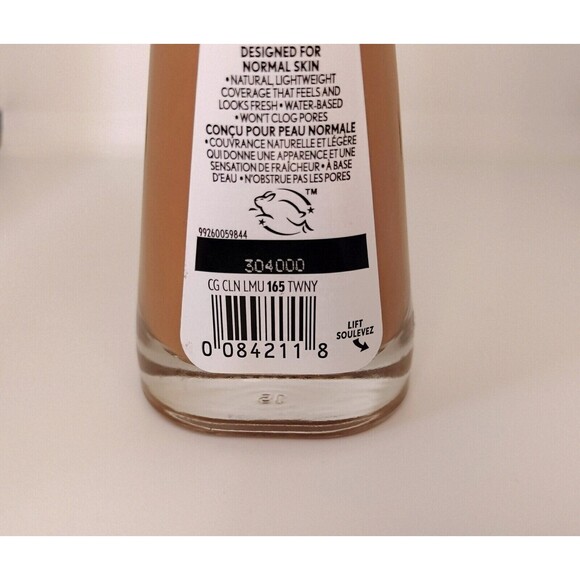 DESIGNED FOR
NORMAL SKIN
• NATURAL, LIGHTWEIGHT
COVERAGE THAT FEELS AND
LOOKS FRESH • WATER-BASED
• WON'T CLOG PORES
CONÇU POUR PEAU NORMALE
• COUVRANCE NATURELLE ET LÉGÈRE
QUI DONNE UNE APPARENCE ET UNE
SENSATION DE FRAÎCHEUR • À BASE
D'EAU • N'OBSTRUE PAS LES PORES
TM
99260059844
304000
CG CLN LMU 165 TWNY
LIFT
SOULEVEZ
0 084211 8